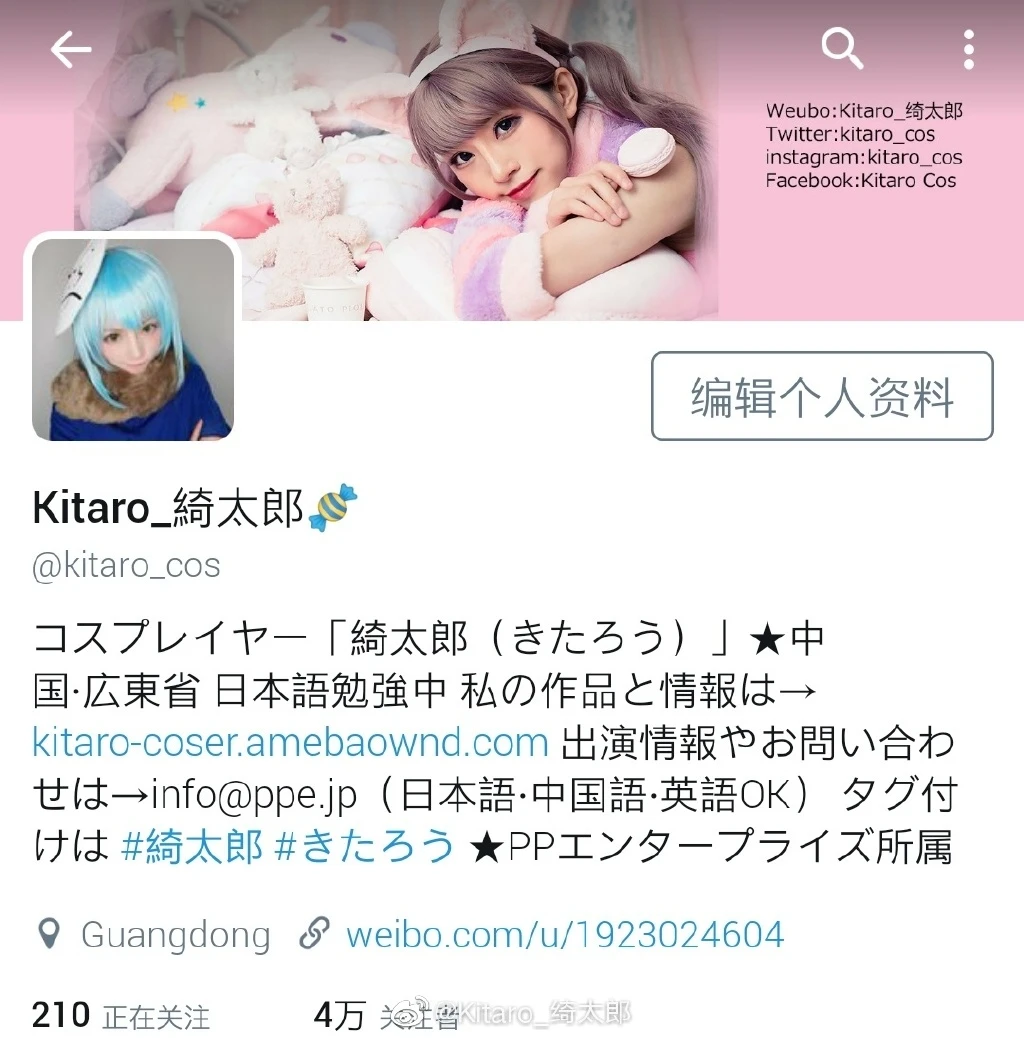 Weubo:Kitaro_绮太郎
Twitter:kitaro_cos
instagram:kitaro_cos
Facebook:Kitaro Cos
编辑个人资料
Kitaro_綺太郎
@kitaro_cos
コスプレイヤー「綺太郎（きたろう）」★中
国·広東省 日本語勉強中 私の作品と情報は→
kitaro-coser.amebaownd.com 出演情報やお問い合わ
せは→info@ppe.jp（日本語·中国語·英語OK） タグ付
けは #綺太郎 #きたろう ★PPエンタープライズ所属
Guangdong weibo.com/u/1923024604
210 正在关注 4万 关注者
@Kitaro_绮太郎